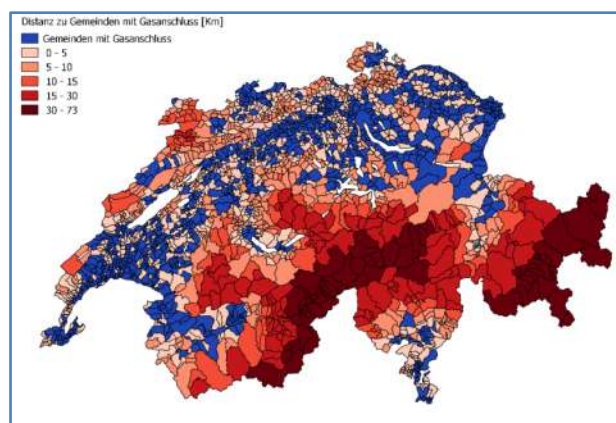 Distanz zu Gemeinden mit Gasanschluss [Km]
Gemeinden mit Gasanschluss
0 - 5
5 - 10
10 - 15
15 - 30
30 - 73